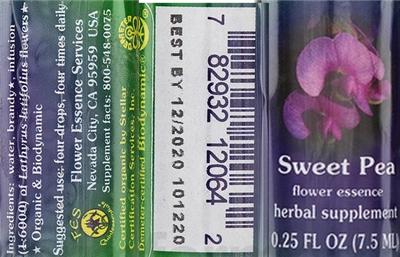 Ingredients: water, brandy★ infusion
(1:6000) of Lathyrus latifolius flowers★
★ Organic & Biodynamic
Suggested use: four drops, four times daily
Flower Essence Services
Nevada City, CA 95959 USA
Supplement facts: 800-548-0075
FES
Certified organic by Stellar
Certification Services, Inc.
Demeter-certified Biodynamic®
BEST BY 12/2020 101220
7 82932 12064 2
Sweet Pea
flower essence
herbal supplement
0.25 FL OZ (7.5 ML)